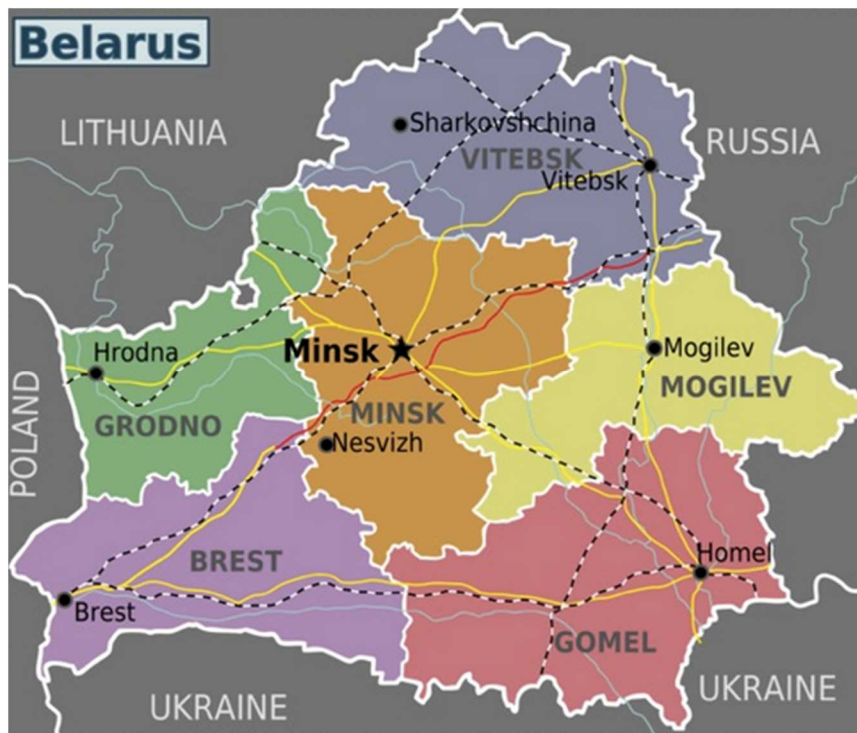 Belarus
LITHUANIA
Sharkovshchina
RUSSIA
VITEBSK
Vitebsk
Hrodna
Minsk
Mogilev
MOGILEV
POLAND
GRODNO
MINSK
Nesvizh
BREST
Homel
Brest
GOMEL
UKRAINE
UKRAINE